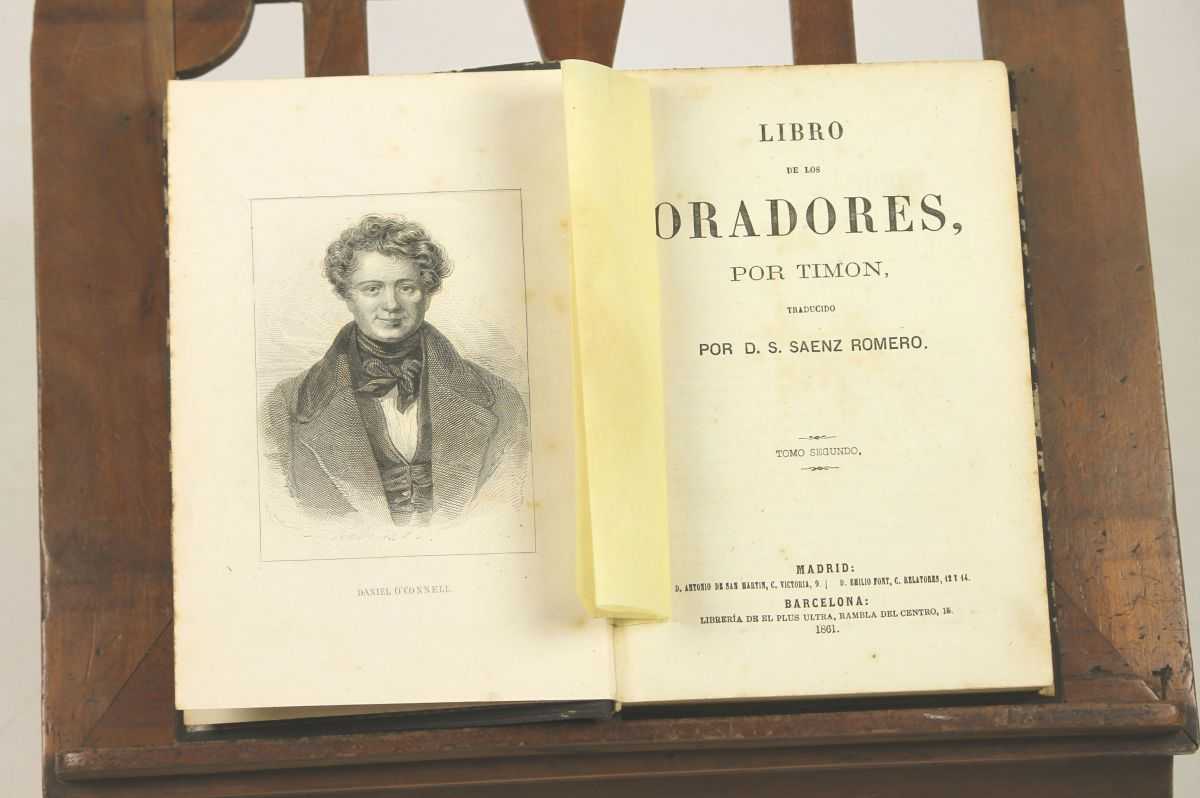 DANIEL O'CONNELL.
LIBRO
DE LOS
ORADORES,
POR TIMON,
TRADUCIDO
POR D. S. SAENZ ROMERO.
TOMO SEGUNDO.
MADRID:
D. ANTONIO DE SAN MARTIN, C. VICTORIA, 9. | D. EMILIO FONT, C. RELATORES, 12 Y 14.
BARCELONA:
LIBRERÍA DE EL PLUS ULTRA, RAMBLA DEL CENTRO, 15.
1861.